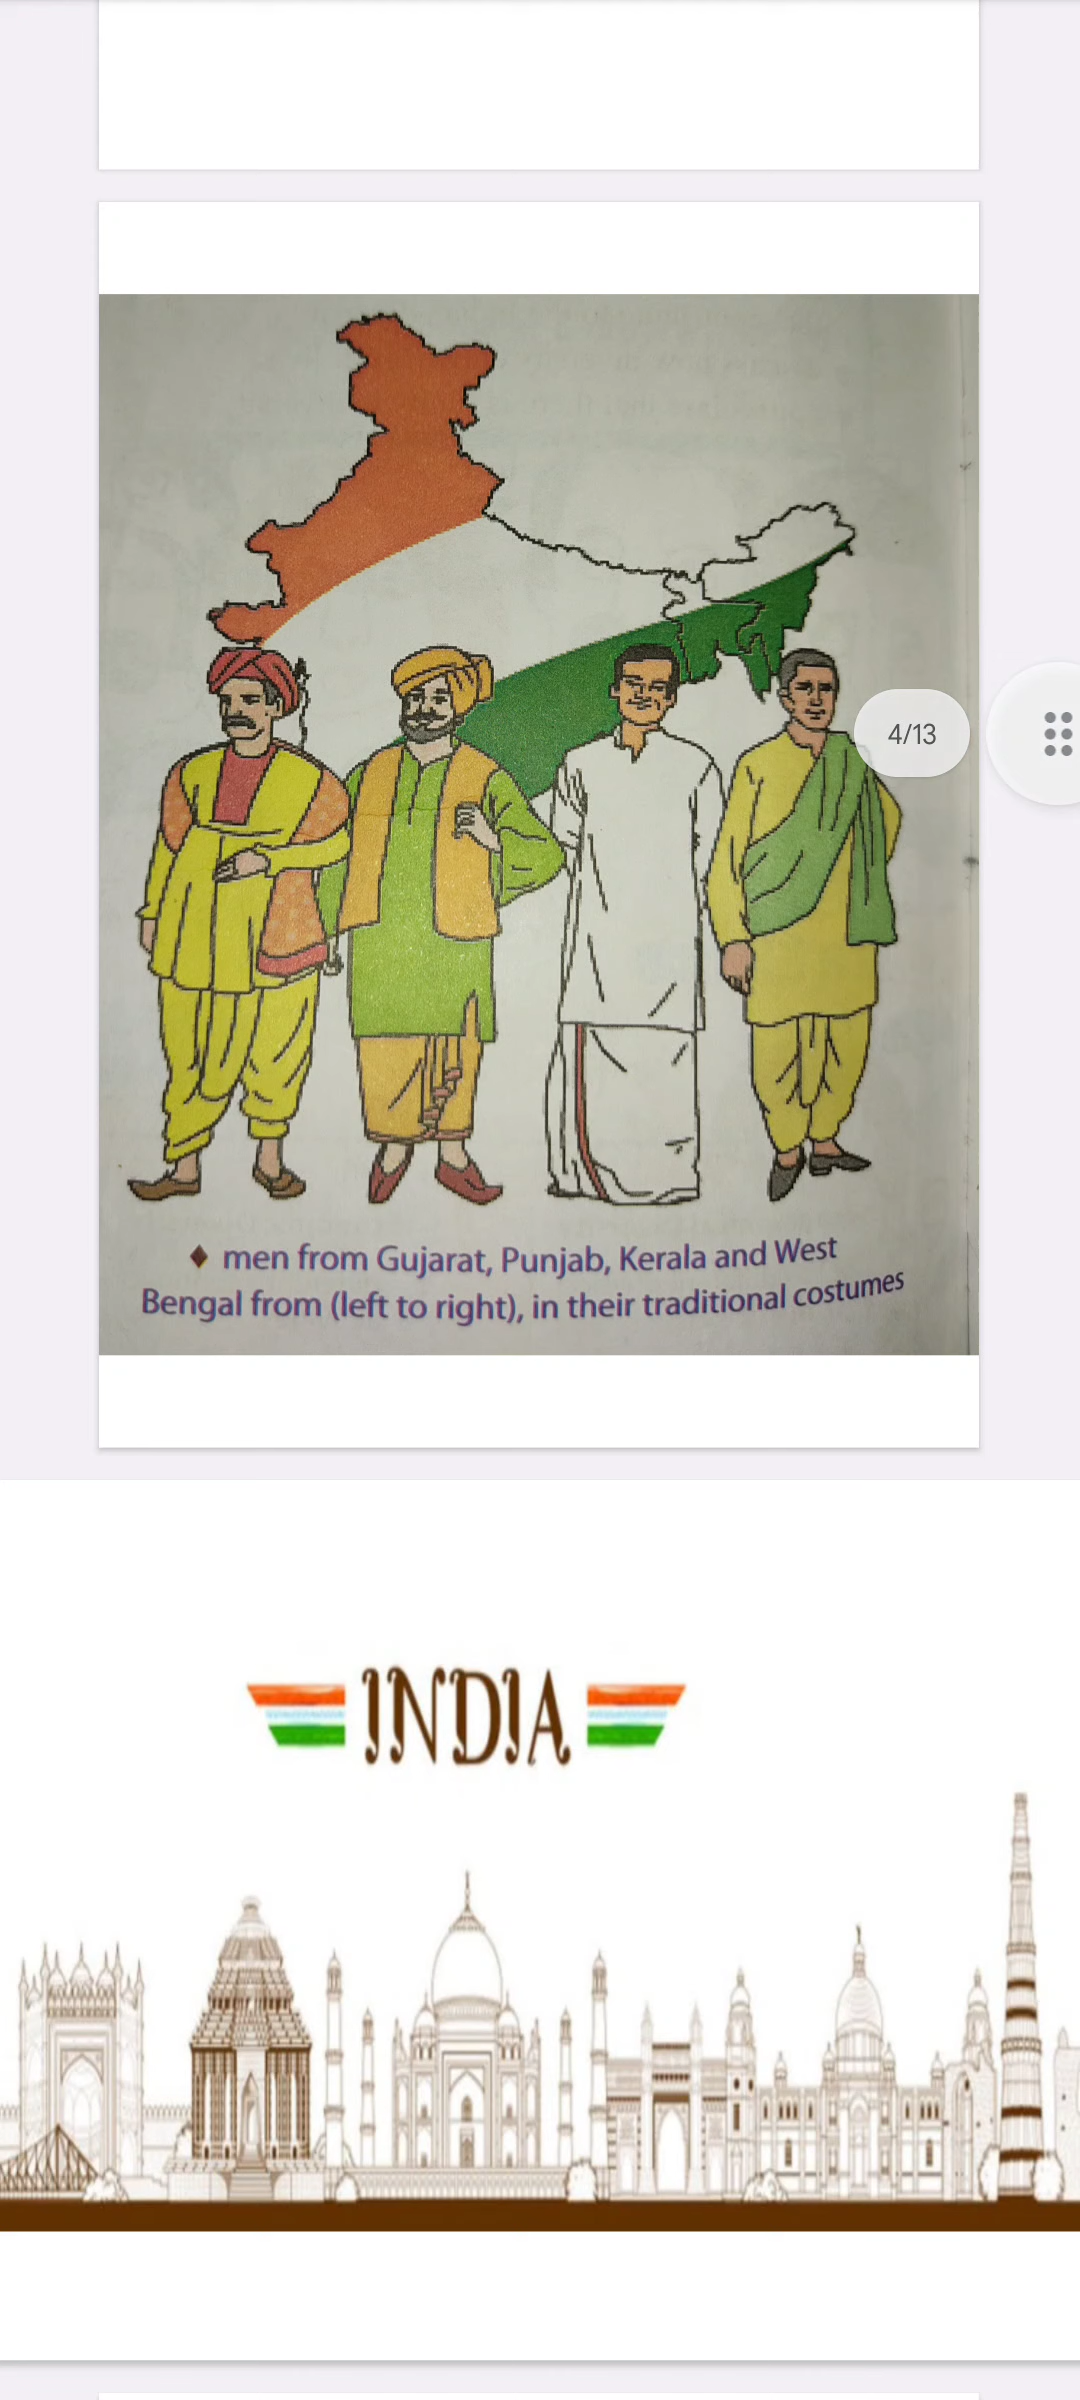 4/13
◆ men from Gujarat, Punjab, Kerala and West
Bengal from (left to right), in their traditional costumes
INDIA